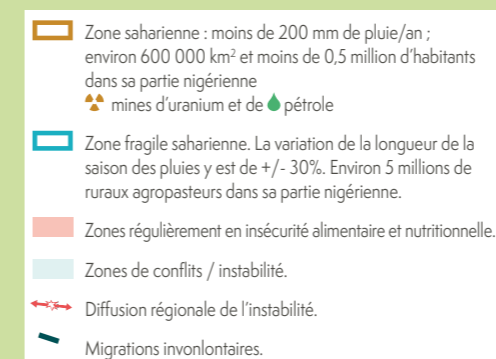 Zone saharienne : moins de 200 mm de pluie/an ;
environ 600 000 km² et moins de 0,5 million d’habitants
dans sa partie nigérienne
mines d’uranium et de pétrole
Zone fragile saharienne. La variation de la longueur de la
saison des pluies y est de +/- 30%. Environ 5 millions de
ruraux agropasteurs dans sa partie nigérienne.
Zones régulièrement en insécurité alimentaire et nutritionnelle.
Zones de conflits / instabilité.
Diffusion régionale de l’instabilité.
Migrations invonlontaires.